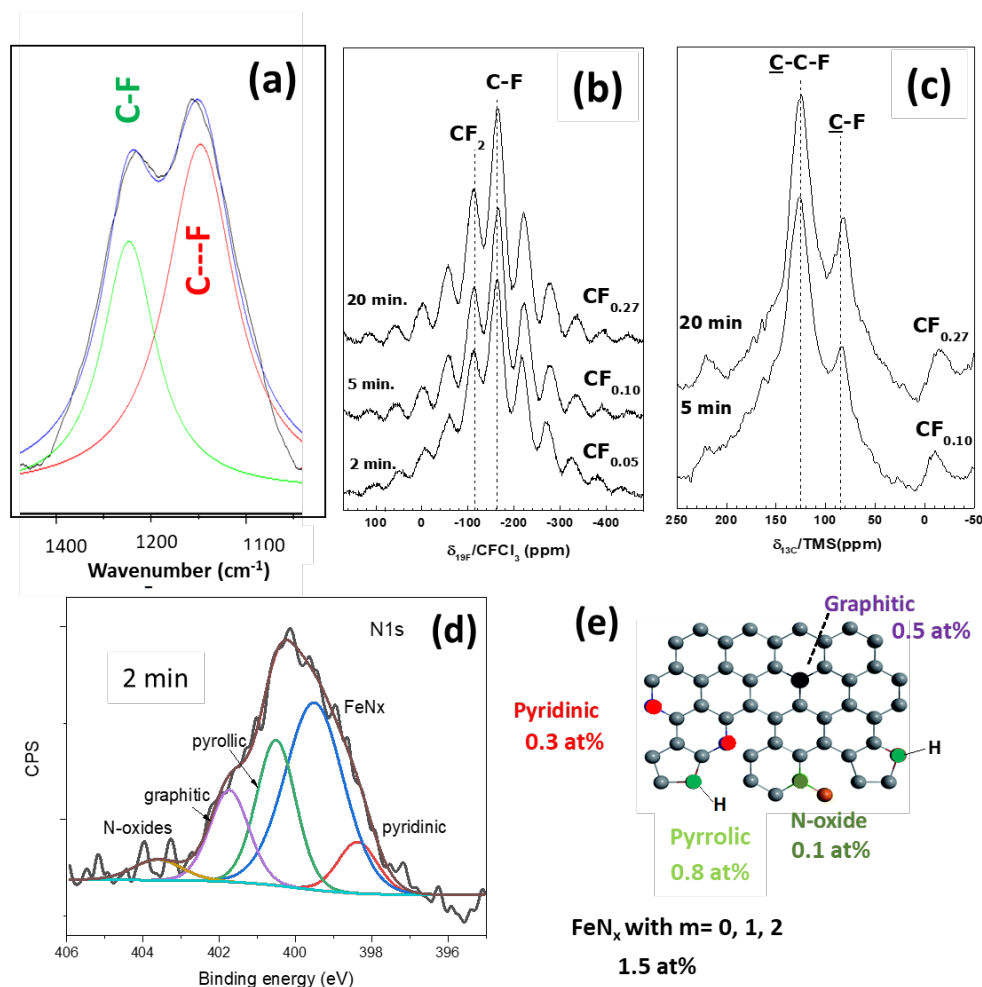 (a)
C-F
C---F
1400
1200
1100
Wavenumber (cm-1)
(b)
C-F
CF2
20 min.
CF0.27
5 min.
CF0.10
2 min.
CF0.05
100 0 -100 -200 -300 -400
δ19F/CFCl3 (ppm)
(c)
C-C-F
C-F
20 min
CF0.27
5 min
CF0.10
250 200 150 100 50 0 -50
δ13C/TMS(ppm)
(d)
N1s
2 min
FeNx
pyrollic
graphitic
N-oxides
pyridinic
CPS
406 404 402 400 398 396
Binding energy (eV)
(e)
Graphitic
0.5 at%
Pyridinic
0.3 at%
H
H
Pyrrolic
0.8 at%
N-oxide
0.1 at%
FeNx with m= 0, 1, 2
1.5 at%